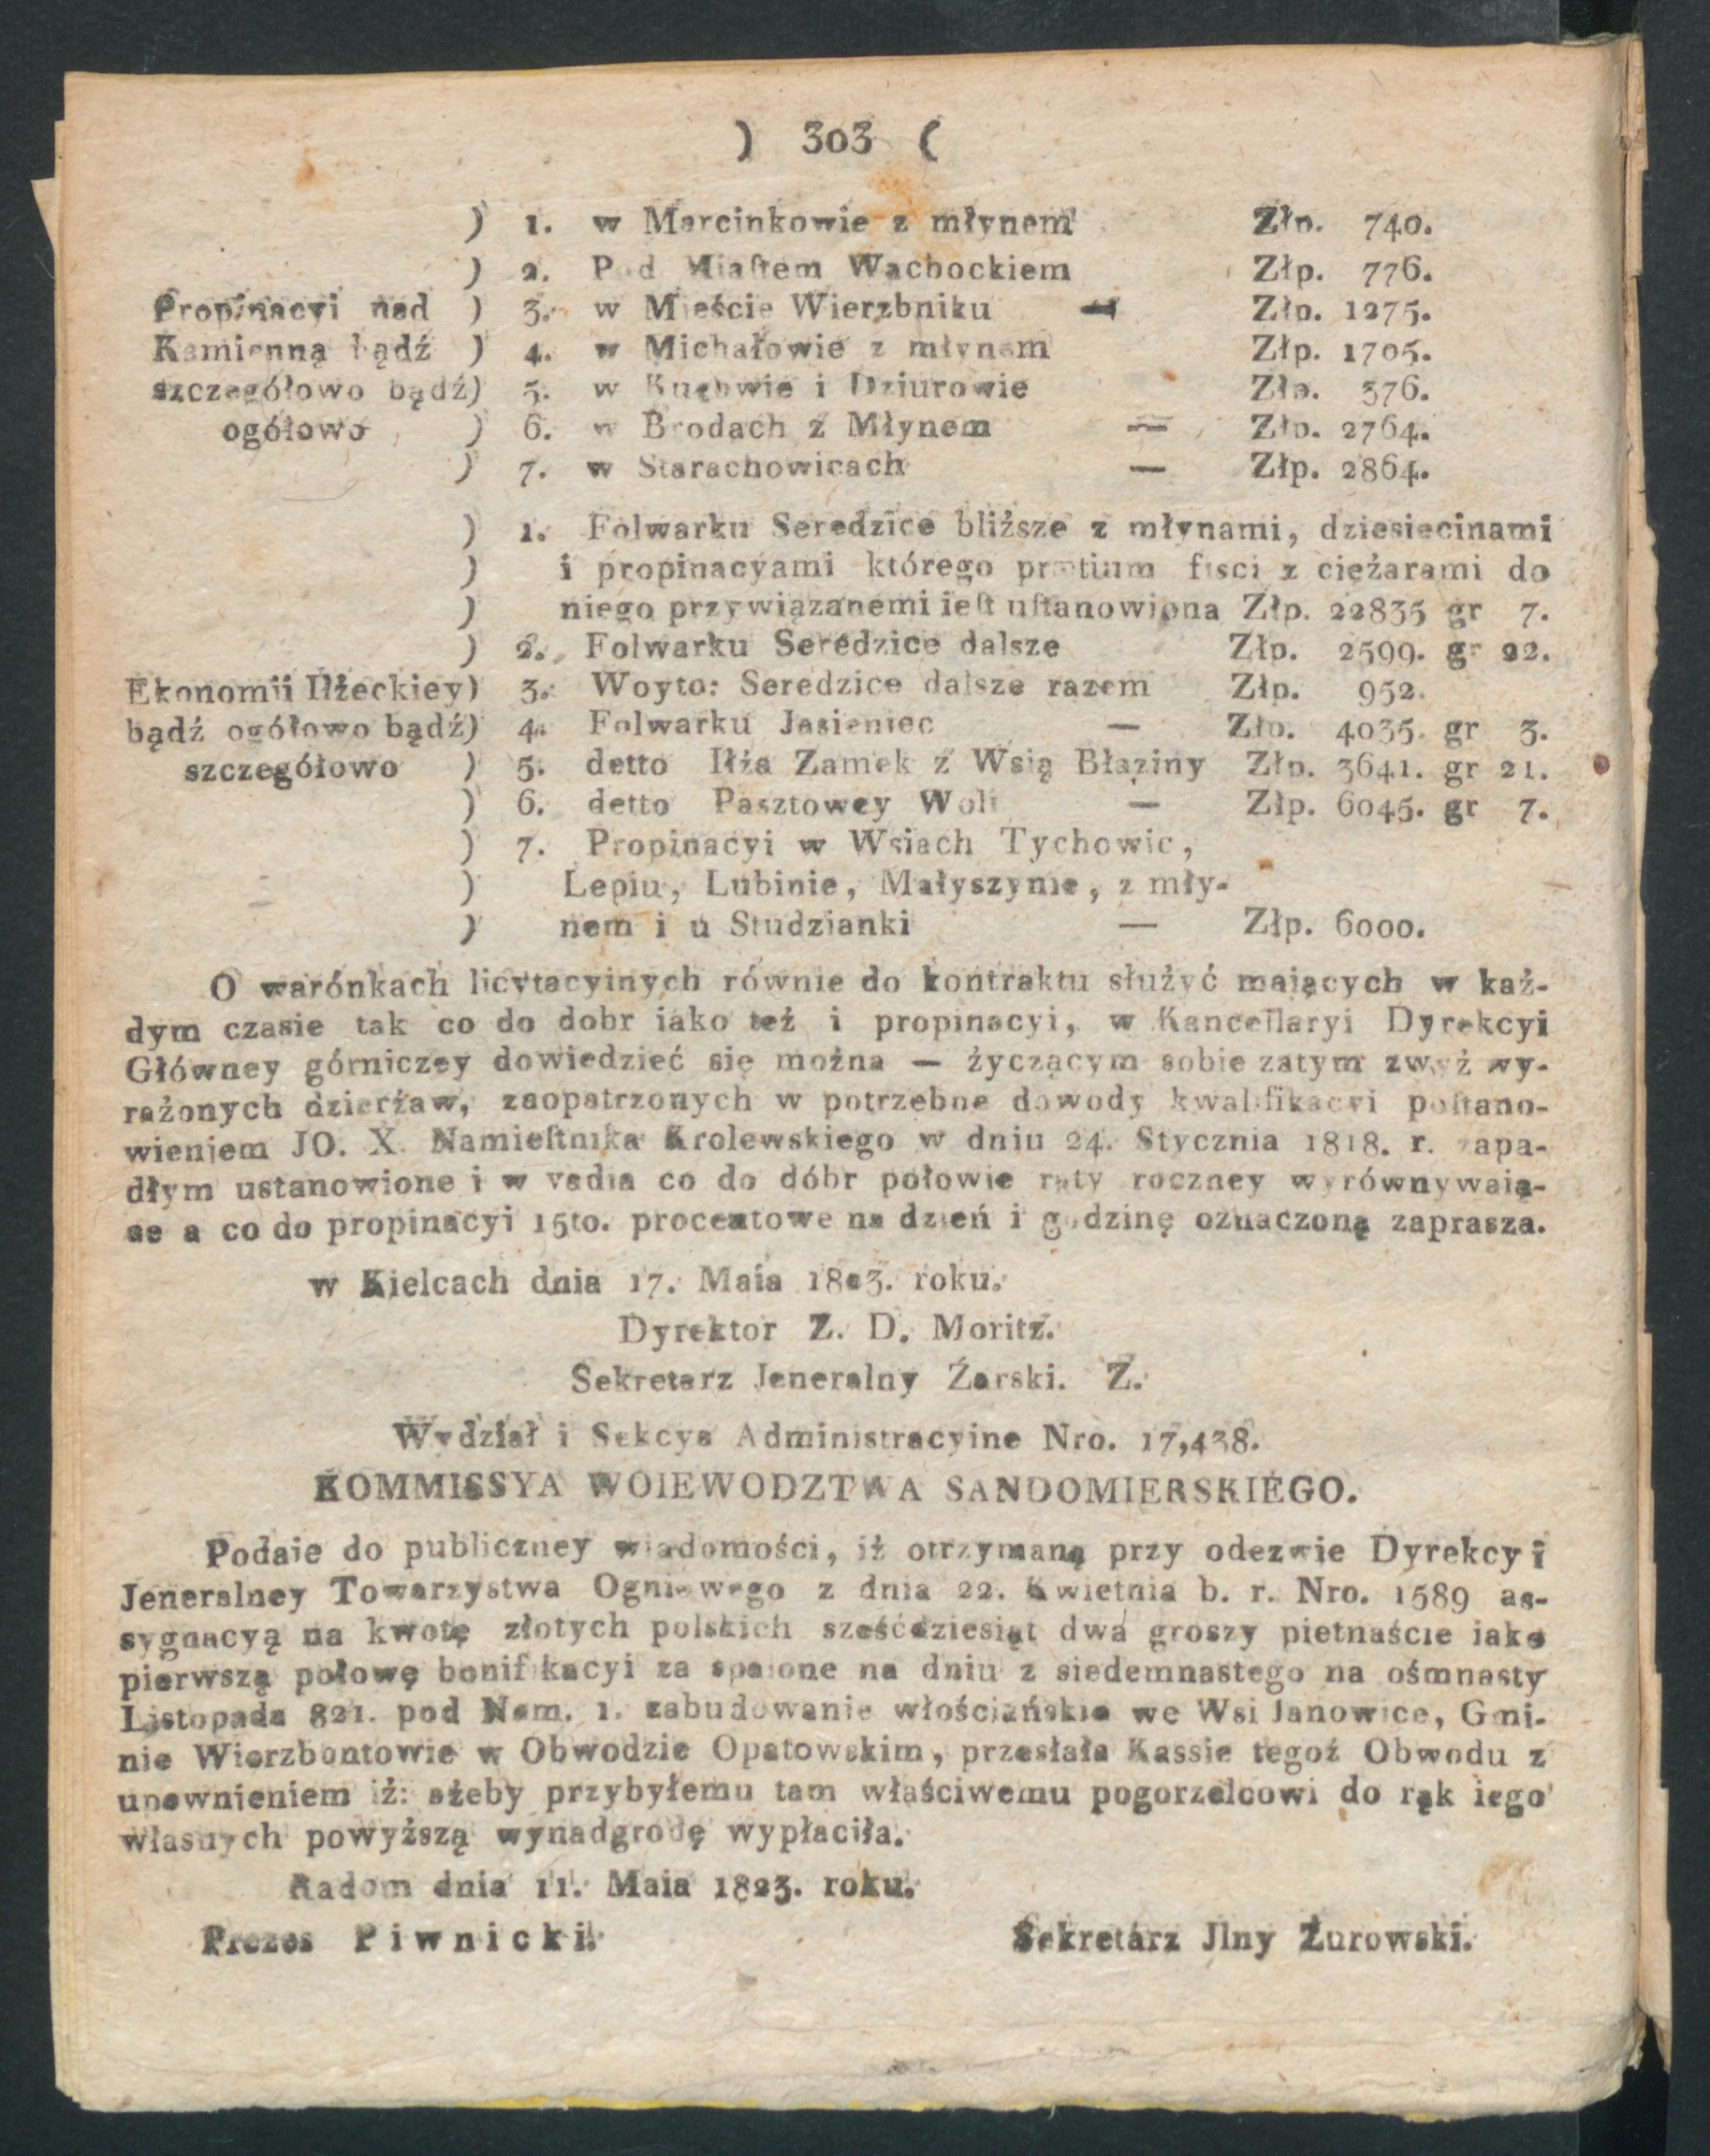 ) 303 (
) 1. w Marcinkowie z młynem Złp. 740.
) 2. Pod Miaſtem Wąchockiem Złp. 776.
Propinacyi nad ) 3. w Mieście Wierzbniku — Złp. 1275.
Kamienną bądź ) 4. w Michałowie z młynem Złp. 1705.
szczegółowo bądź) 5. w Kuczowie i Dziurowie Złp. 376.
ogółowo ) 6. w Brodach z Młynem — Złp. 2764.
) 7. w Starachowicach — Złp. 2864.
) 1. Folwarku Seredzice bliższe z młynami, dziesięcinami
) i propinacyami którego prætium fisci z ciężarami do
) niego przywiązanemi ieſt uſtanowiona Złp. 22835 gr 7.
) 2. Folwarku Seredzice dalsze Złp. 2599. gr 22.
Ekonomii Iłżeckiey) 3. Woyto: Seredzice dalsze razem Złp. 952.
bądź ogółowo bądź) 4. Folwarku Jasieniec — Złp. 4035. gr 3.
szczegółowo ) 5. detto Iłża Zamek z Wsią Błaziny Złp. 3641. gr 21.
) 6. detto Pasztowey Woli — Złp. 6045. gr 7.
) 7. Propinacyi w Wsiach Tychowic,
) Lepiu, Lubinie, Małyszynie, z mły-
) nem i u Studzianki — Złp. 6000.
O warónkach licytacyinych równie do kontraktu służyć maiących w każ-
dym czasie tak co do dobr iako też i propinacyi, w Kancellaryi Dyrekcyi
Główney górniczey dowiedzieć się można — życzącym sobie zatym zwyż wy-
rażonych dzierżaw, zaopatrzonych w potrzebne dowody kwalifikacyi poſtano-
wieniem JO. X. Namieſtnika Krolewskiego w dniu 24. Stycznia 1818. r. zapa-
dłym ustanowione i w vadia co do dóbr połowie raty roczney wyrównywaią-
ce a co do propinacyi 15to. procentowe na dzień i godzinę oznaczoną zaprasza.
w Kielcach dnia 17. Maia 1823. roku.
Dyrektor Z. D. Moritz.
Sekretarz Jeneralny Żarski. Z.
Wydział i Sekcya Administracyine Nro. 17,438.
KOMMISSYA WOIEWODZTWA SANDOMIERSKIEGO.
Podaie do publiczney wiadomości, iż otrzymaną przy odezwie Dyrekcyi
Jeneralney Towarzystwa Ogniowego z dnia 22. Kwietnia b. r. Nro. 1589 as-
sygnacyą na kwotę złotych polskich sześćdziesiąt dwa groszy pietnaście iako
pierwszą połowę bonifikacyi za spalone na dniu z siedemnastego na ośmnasty
Listopada 821. pod Nem. 1. zabudowanie włościańskie we Wsi Janowice, Gmi-
nie Wierzbontowie w Obwodzie Opatowskim, przesłała Kassie tegoż Obwodu z
upewnieniem iż: ażeby przybyłemu tam właściwemu pogorzelcowi do rąk iego
własnych powyższą wynadgrodę wypłaciła.
Radom dnia 11. Maia 1823. roku.
Prezes Piwnicki. Sekretarz Jlny Żurowski.